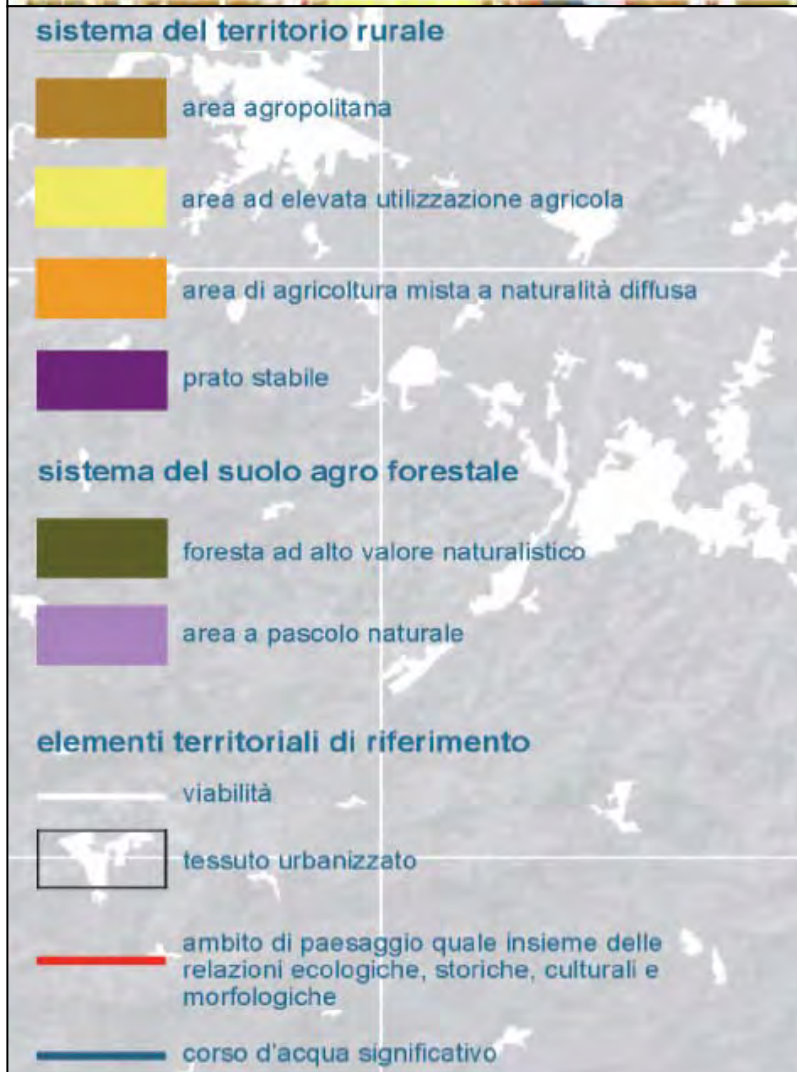 sistema del territorio rurale
area agropolitana
area ad elevata utilizzazione agricola
area di agricoltura mista a naturalità diffusa
prato stabile
sistema del suolo agro forestale
foresta ad alto valore naturalistico
area a pascolo naturale
elementi territoriali di riferimento
viabilità
tessuto urbanizzato
ambito di paesaggio quale insieme delle
relazioni ecologiche, storiche, culturali e
morfologiche
corso d'acqua significativo